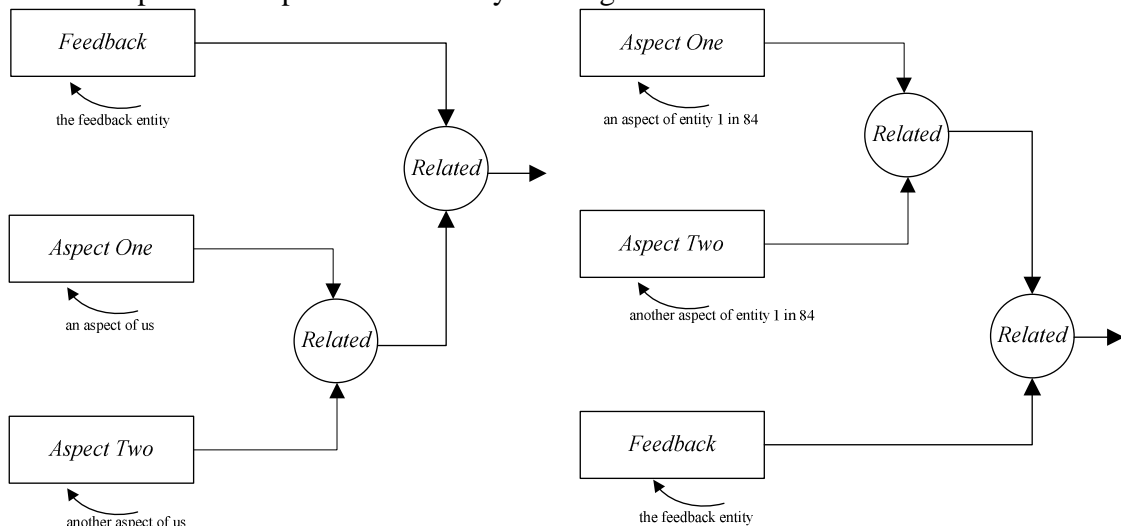 Feedback
the feedback entity
Related
Aspect One
an aspect of us
Related
Aspect Two
another aspect of us
Aspect One
an aspect of entity 1 in 84
Related
Aspect Two
another aspect of entity 1 in 84
Related
Feedback
the feedback entity